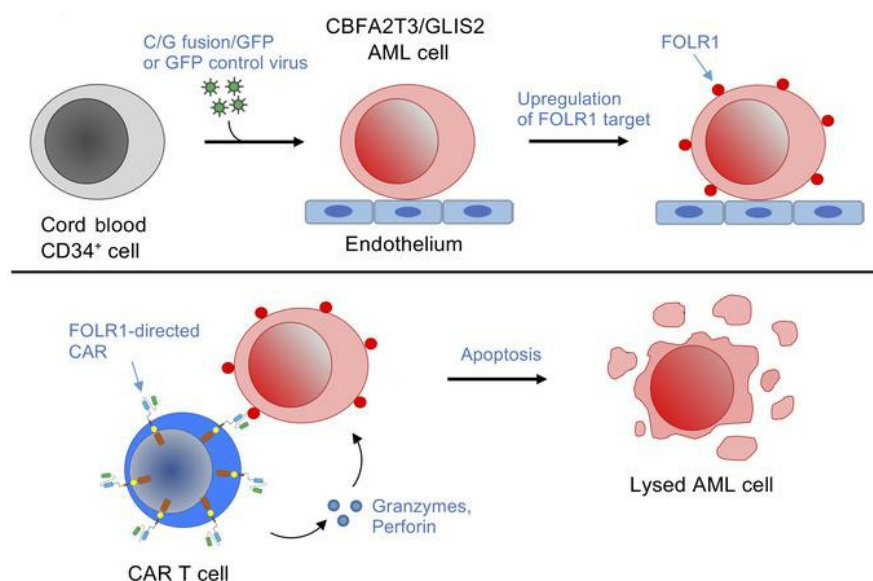 C/G fusion/GFP
or GFP control virus
CBFA2T3/GLIS2
AML cell
FOLR1
Upregulation
of FOLR1 target
Cord blood
CD34⁺ cell
Endothelium
FOLR1-directed
CAR
Apoptosis
Granzymes,
Perforin
Lysed AML cell
CAR T cell